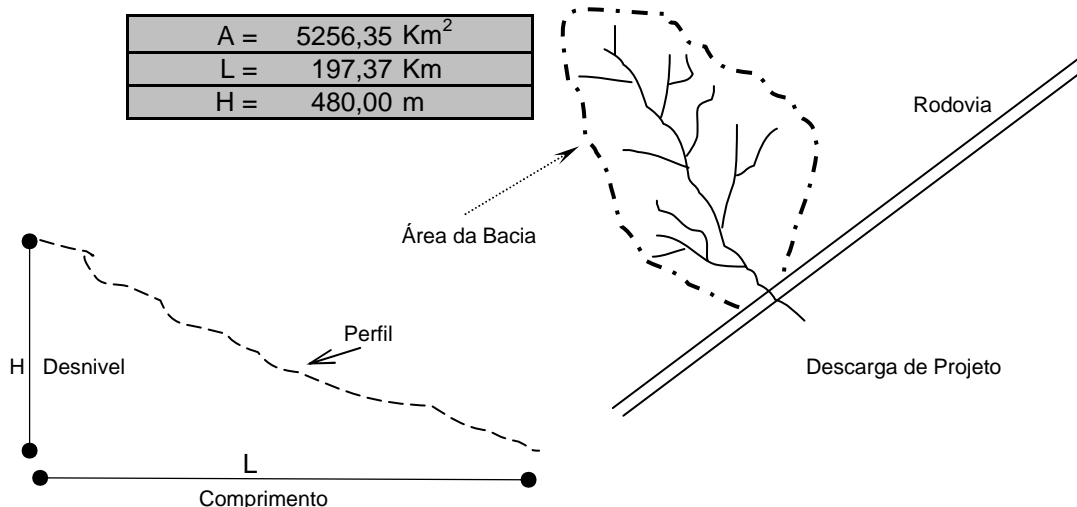 A = 5256,35 Km²
L = 197,37 Km
H = 480,00 m
Rodovia
Área da Bacia
Perfil
H Desnivel
Descarga de Projeto
L
Comprimento